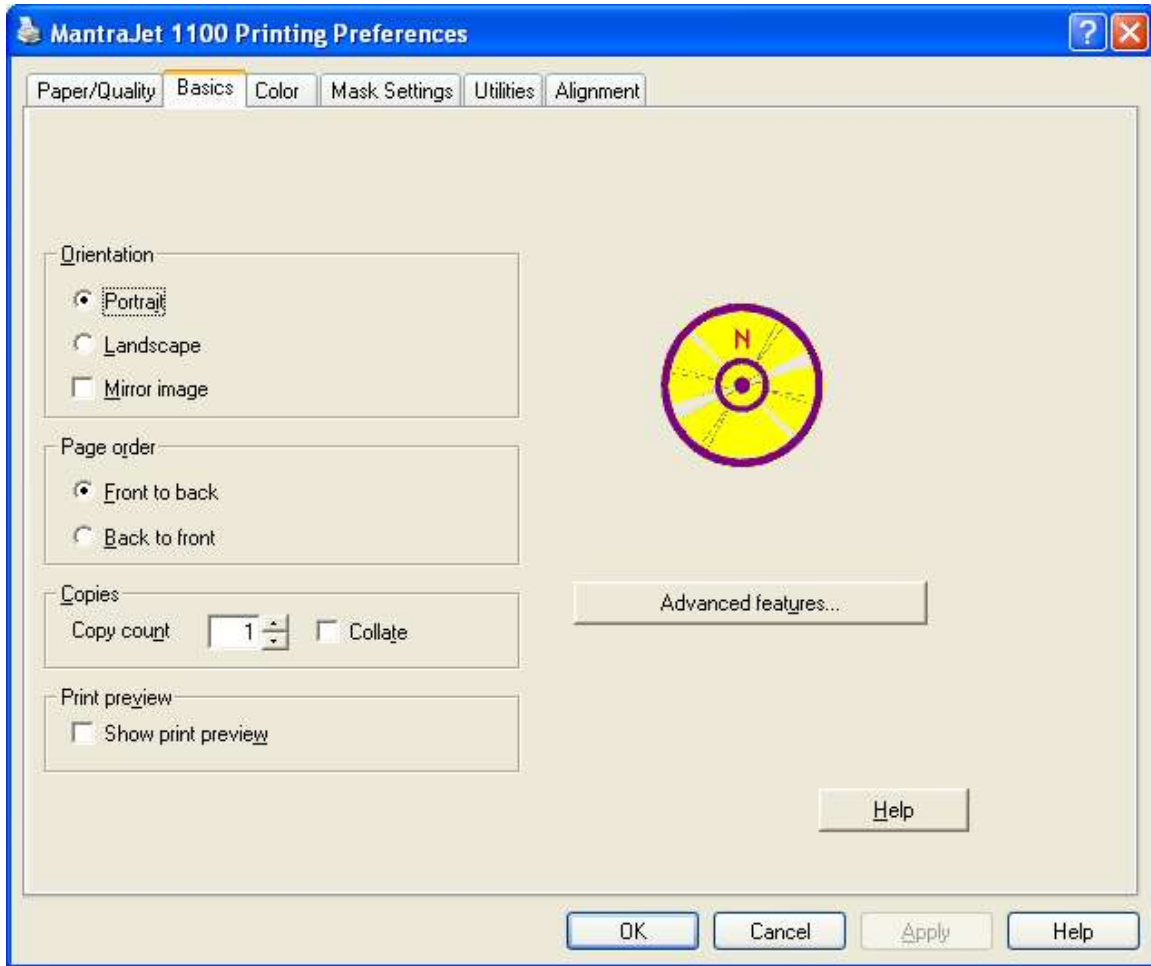 MantraJet 1100 Printing Preferences
Paper/Quality Basics Color Mask Settings Utilities Alignment
Orientation
Portrait
Landscape
Mirror image
N
Page order
Front to back
Back to front
Copies
Copy count 1 Collate
Advanced features...
Print preview
Show print preview
Help
OK Cancel Apply Help